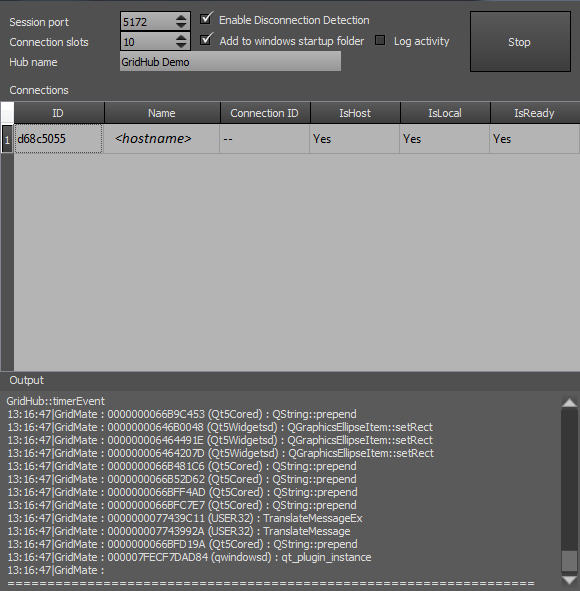 Session port 5172 Enable Disconnection Detection
Connection slots 10 Add to windows startup folder Log activity Stop
Hub name GridHub Demo
Connections
ID Name Connection ID IsHost IsLocal IsReady
1 d68c5055 <hostname> -- Yes Yes Yes
Output
GridHub::timerEvent
13:16:47|GridMate : 0000000066B9C453 (Qt5Cored) : QString::prepend
13:16:47|GridMate : 00000000646B0048 (Qt5Widgetsd) : QGraphicsEllipseItem::setRect
13:16:47|GridMate : 000000006464491E (Qt5Widgetsd) : QGraphicsEllipseItem::setRect
13:16:47|GridMate : 000000006464207D (Qt5Widgetsd) : QGraphicsEllipseItem::setRect
13:16:47|GridMate : 0000000066B481C6 (Qt5Cored) : QString::prepend
13:16:47|GridMate : 0000000066B52D62 (Qt5Cored) : QString::prepend
13:16:47|GridMate : 0000000066BFF4AD (Qt5Cored) : QString::prepend
13:16:47|GridMate : 0000000066BFC7E7 (Qt5Cored) : QString::prepend
13:16:47|GridMate : 0000000077439C11 (USER32) : TranslateMessageEx
13:16:47|GridMate : 000000007743992A (USER32) : TranslateMessage
13:16:47|GridMate : 0000000066BFD19A (Qt5Cored) : QString::prepend
13:16:47|GridMate : 000007FECF7DAD84 (qwindowsd) : qt_plugin_instance
13:16:47|GridMate :
=================================================================